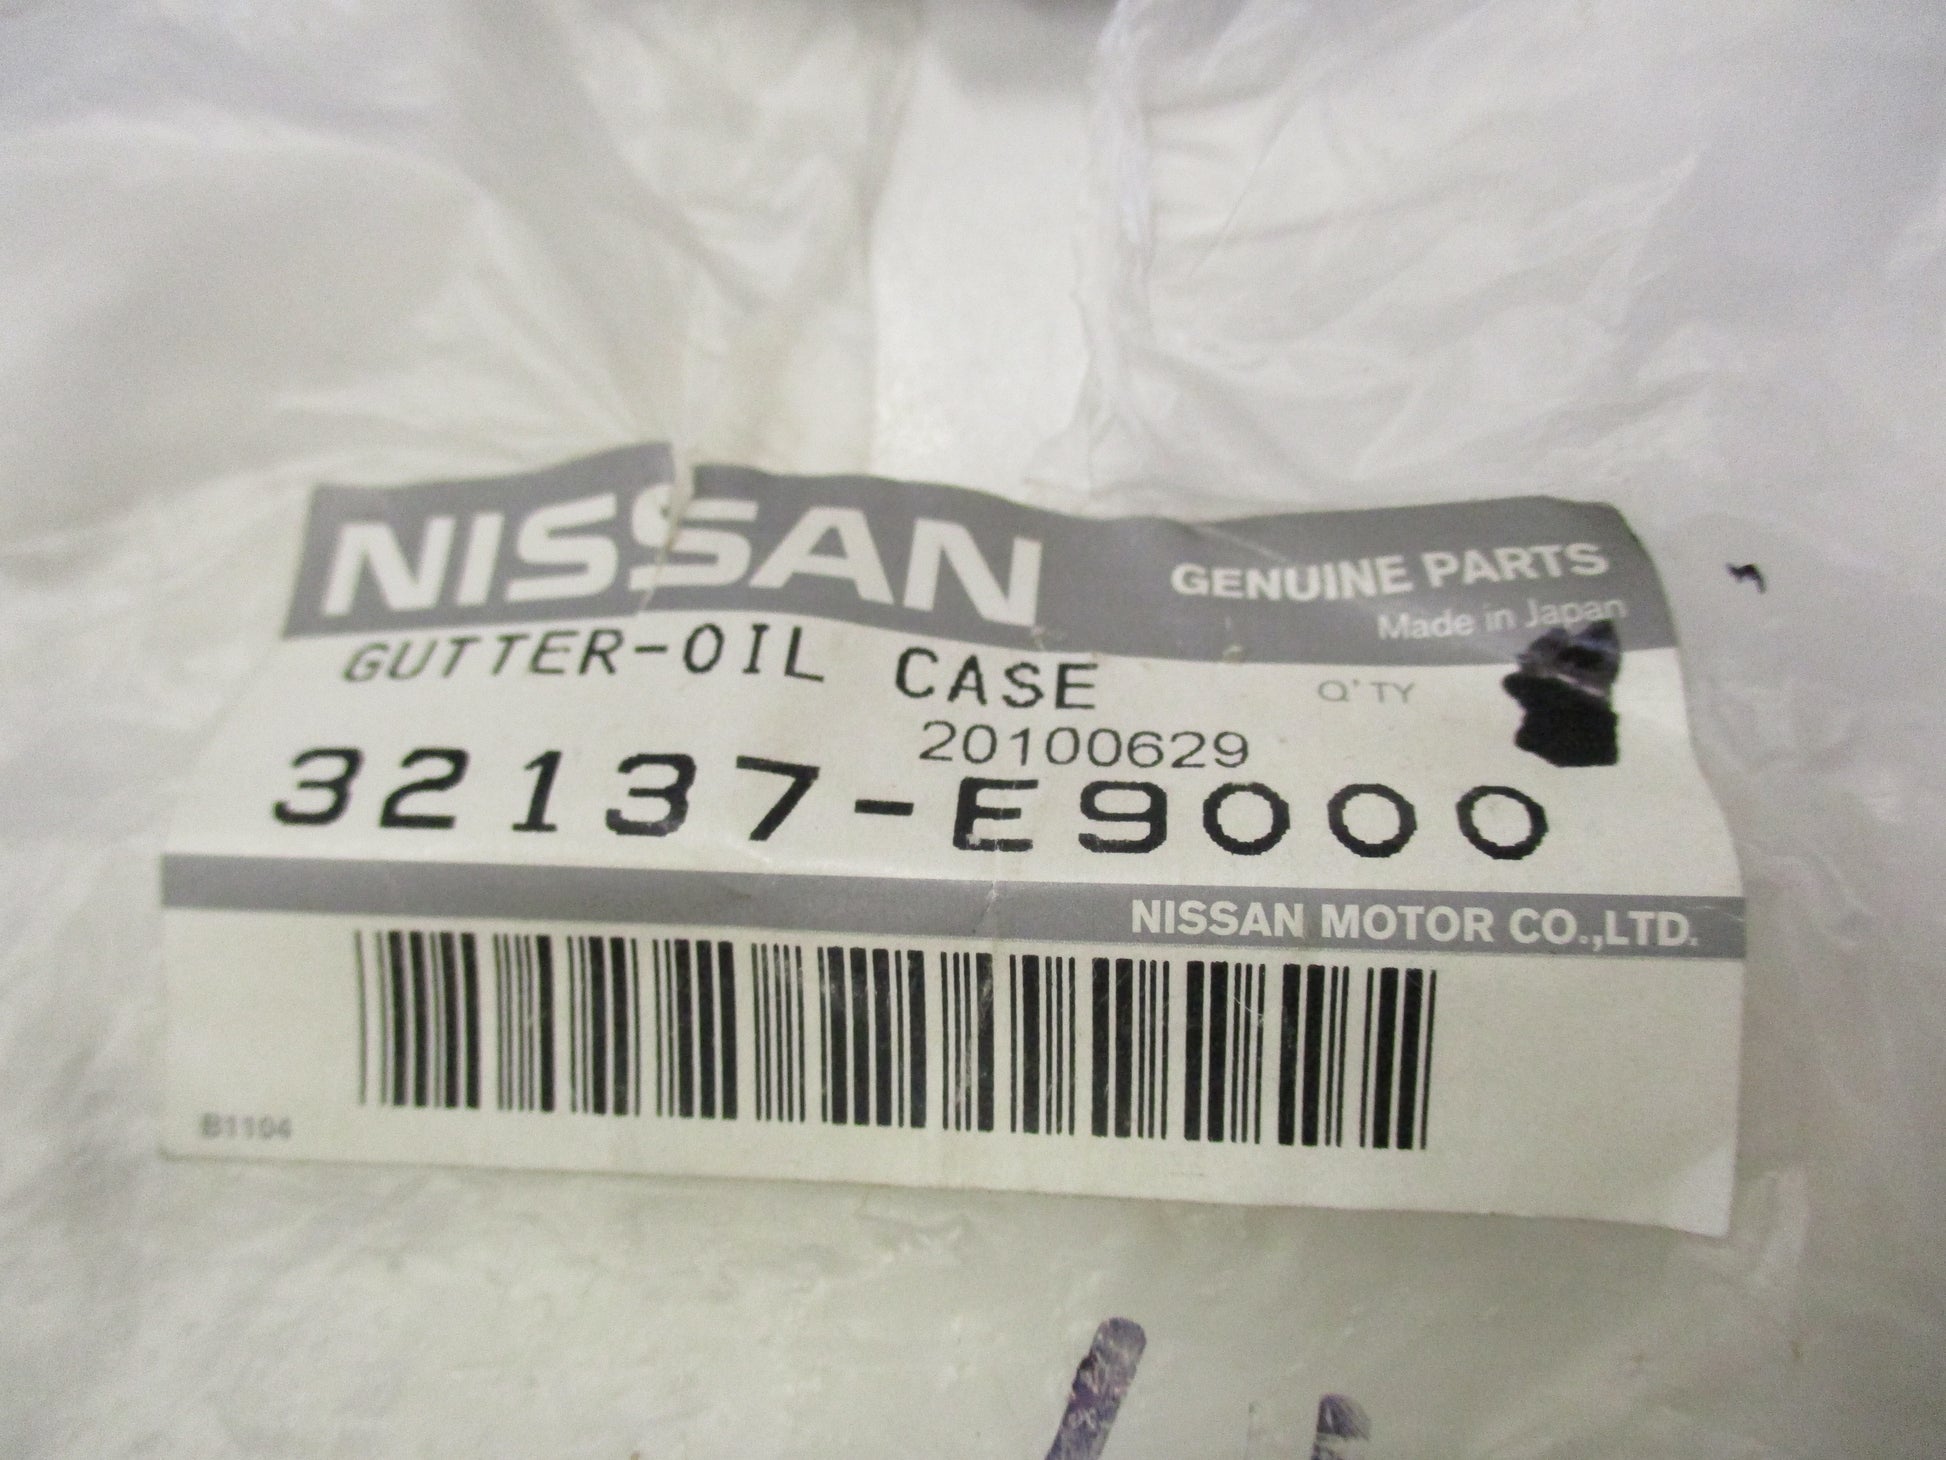 NISSAN
GENUINE PARTS
Made in Japan
GUTTER-OIL CASE
Q'TY
20100629
32137-E9000
NISSAN MOTOR CO.,LTD.
B1104